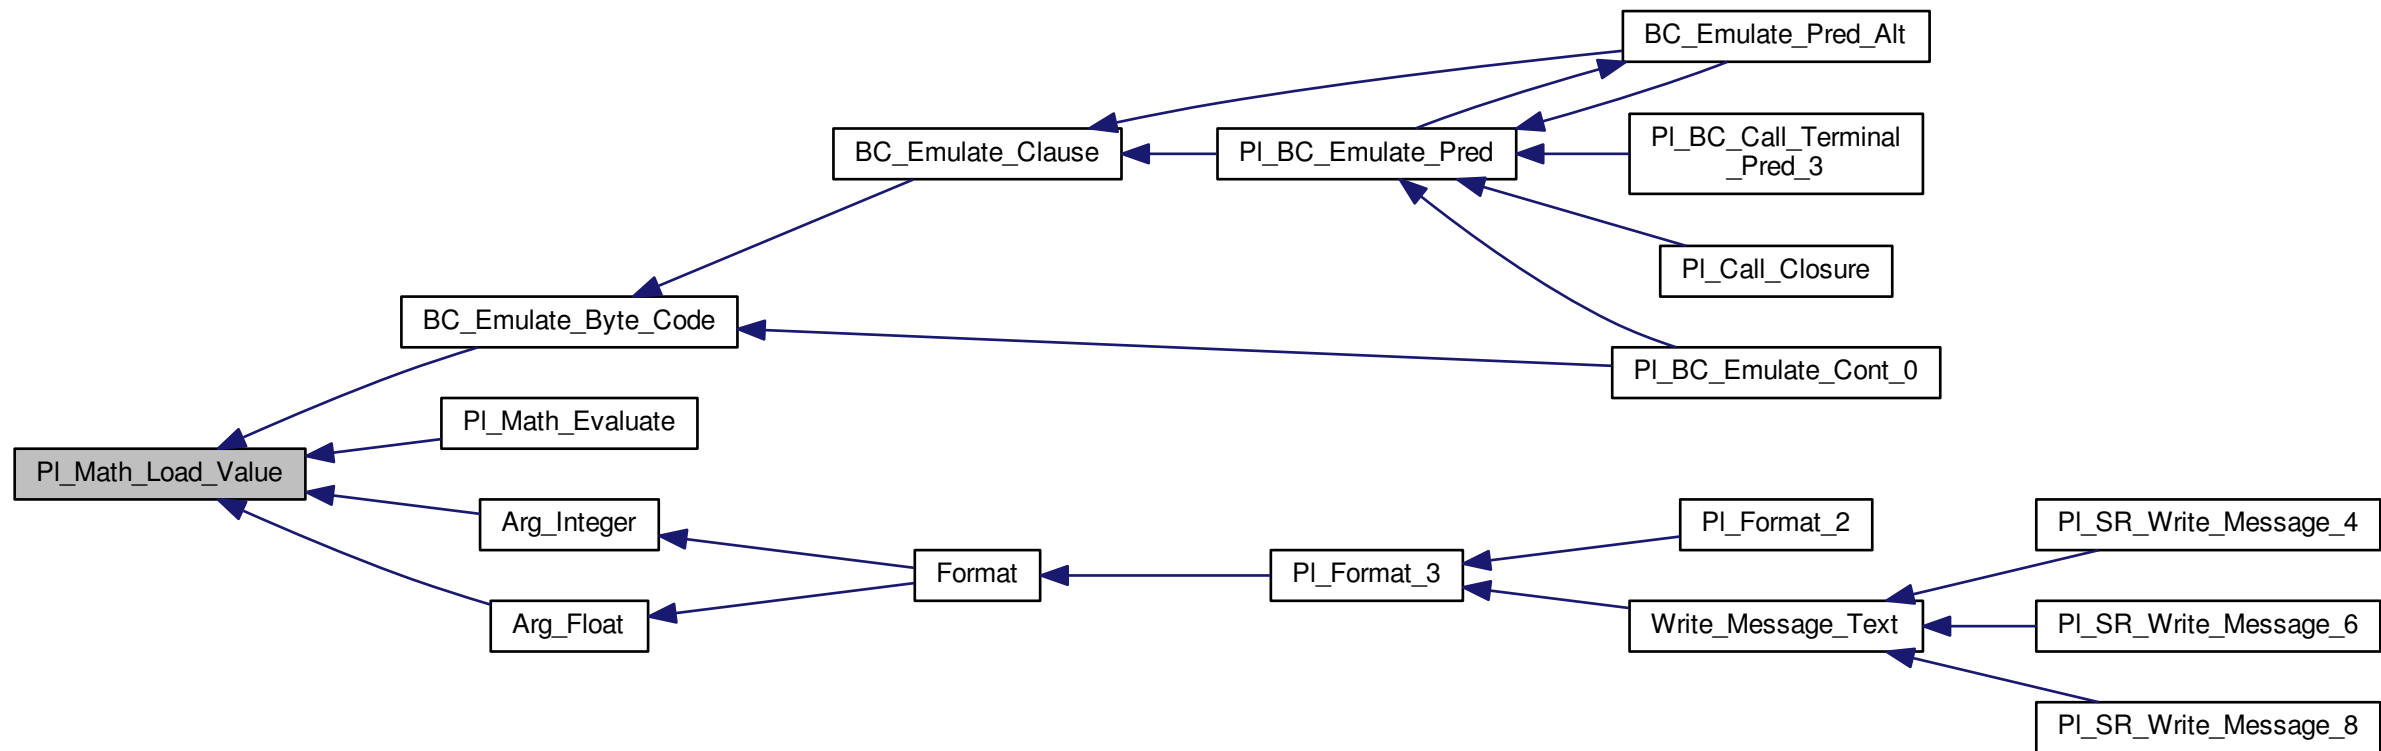 BC_Emulate_Pred_Alt
BC_Emulate_Clause
Pl_BC_Emulate_Pred
Pl_BC_Call_Terminal
_Pred_3
Pl_Call_Closure
BC_Emulate_Byte_Code
Pl_BC_Emulate_Cont_0
Pl_Math_Evaluate
Pl_Math_Load_Value
Arg_Integer
Pl_Format_2
Pl_SR_Write_Message_4
Format
Pl_Format_3
Arg_Float
Write_Message_Text
Pl_SR_Write_Message_6
Pl_SR_Write_Message_8